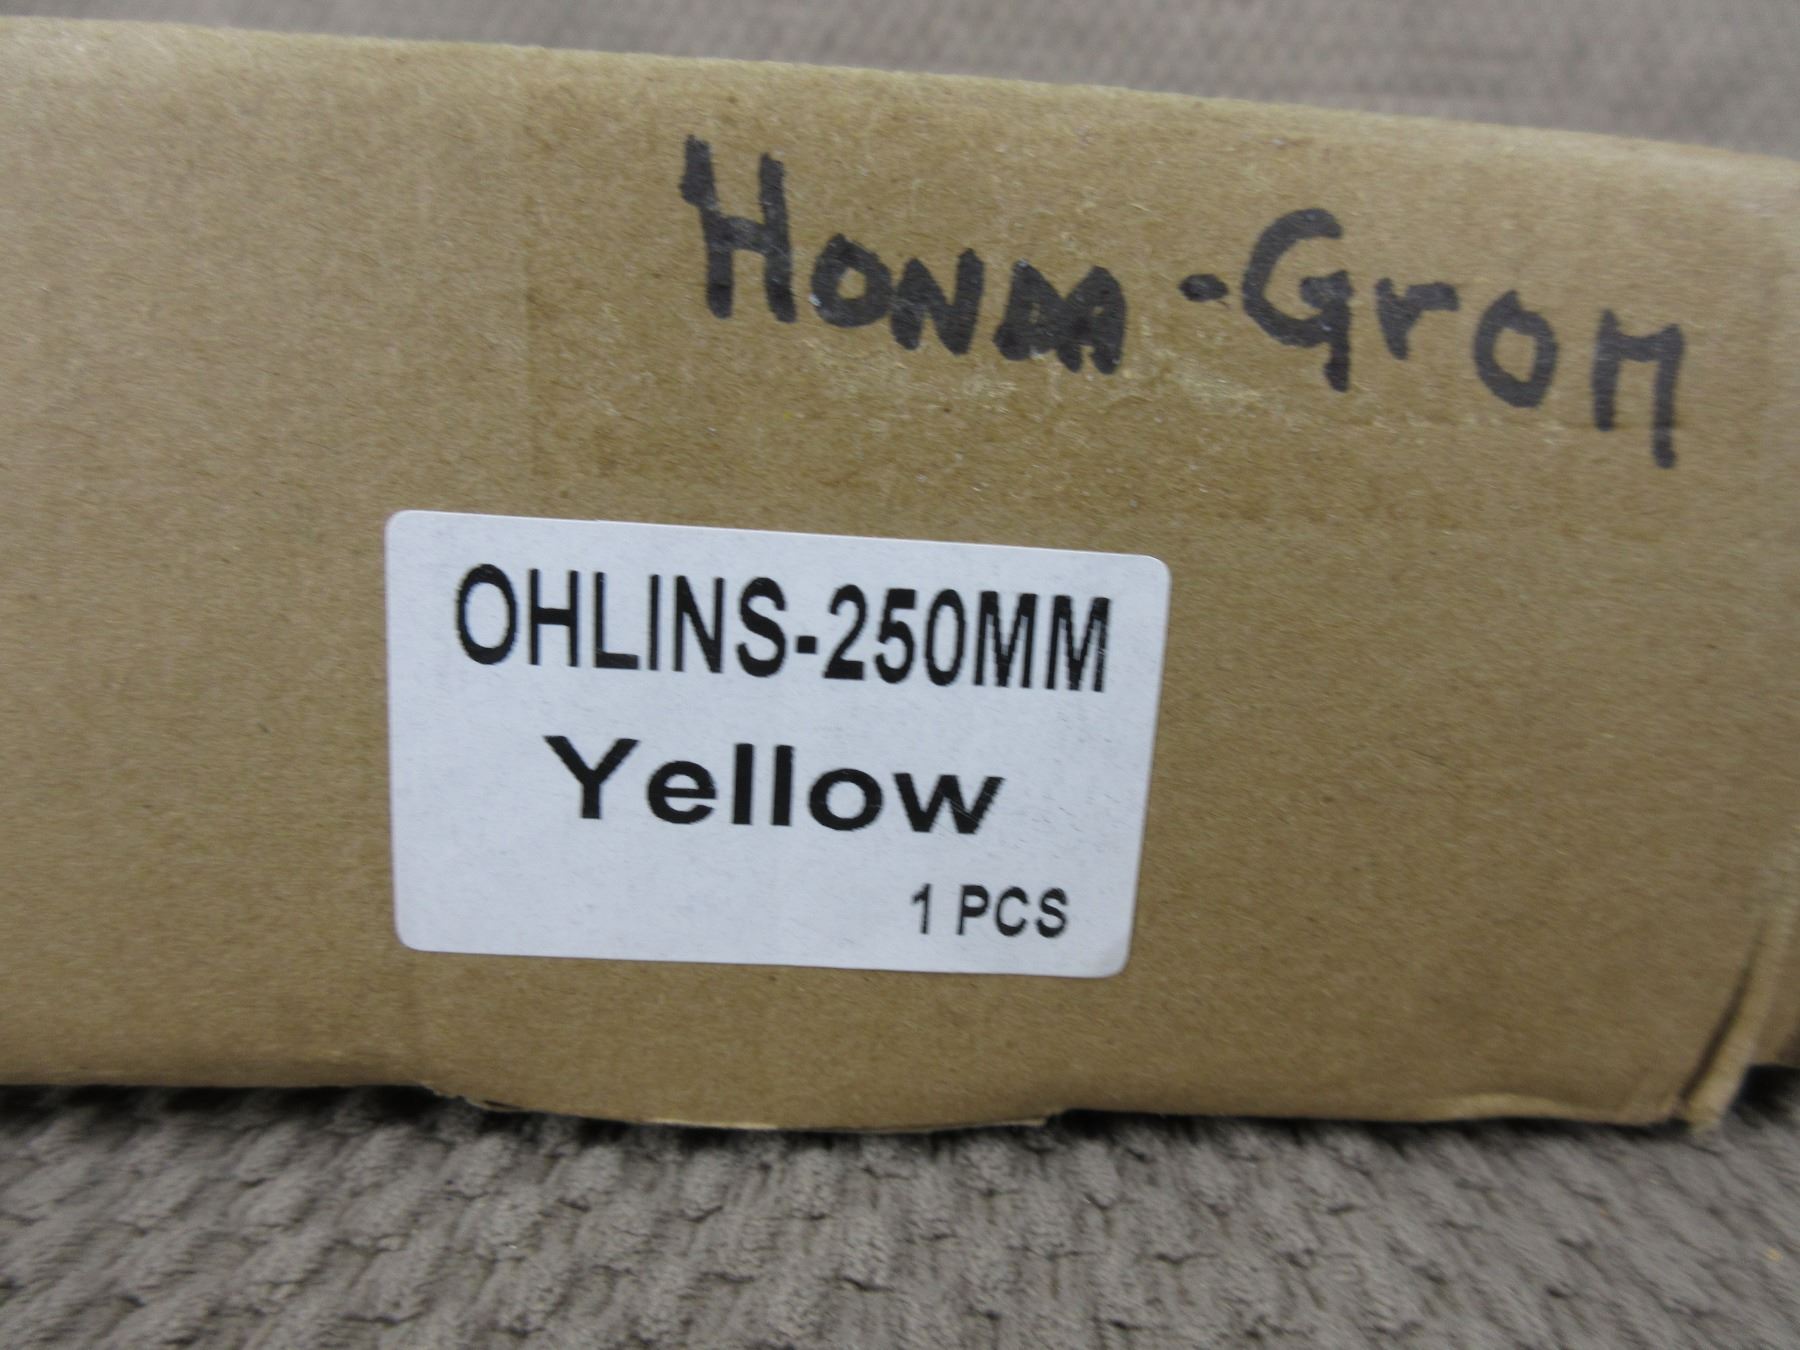 HONDA-GrOM
OHLINS-250MM
Yellow
1 PCS